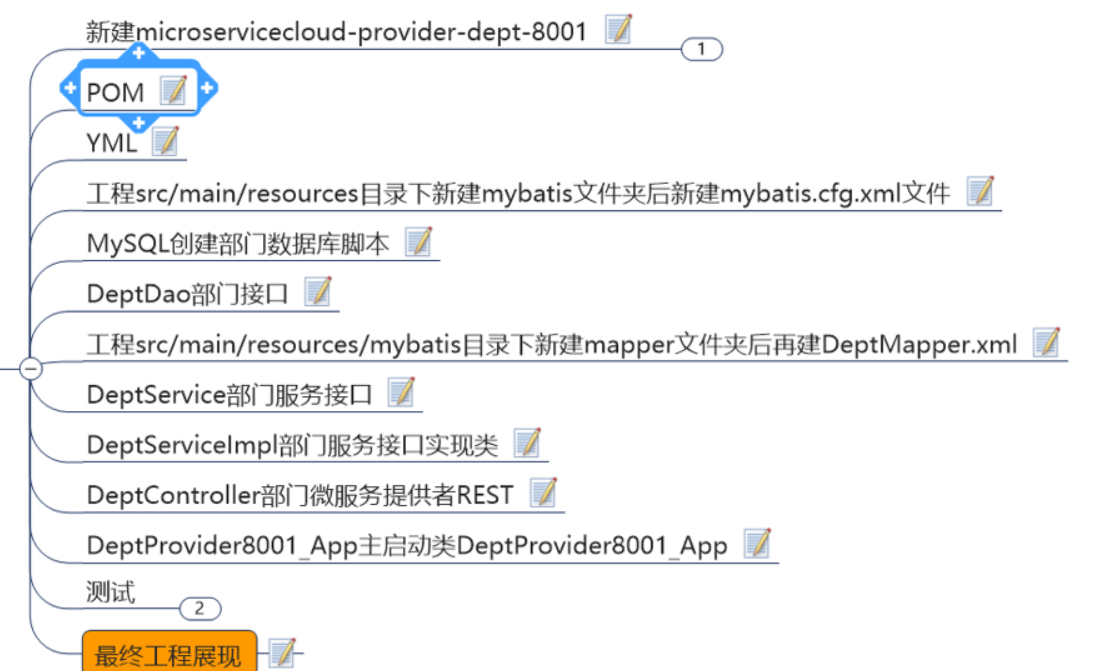 新建microservicecloud-provider-dept-8001
1
POM
YML
工程src/main/resources目录下新建mybatis文件夹后新建mybatis.cfg.xml文件
MySQL创建部门数据库脚本
DeptDao部门接口
工程src/main/resources/mybatis目录下新建mapper文件夹后再建DeptMapper.xml
DeptService部门服务接口
DeptServiceImpl部门服务接口实现类
DeptController部门微服务提供者REST
DeptProvider8001_App主启动类DeptProvider8001_App
测试
2
最终工程展现